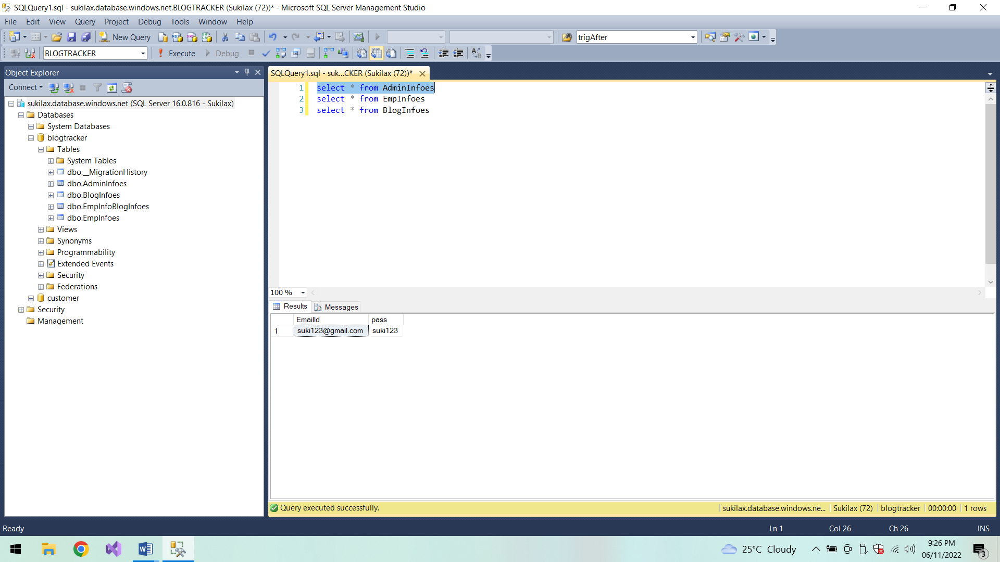 SQLQuery1.sql - sukilax.database.windows.net.BLOGTRACKER (Sukilax (72))* - Microsoft SQL Server Management Studio
File Edit View Query Project Debug Tools Window Help
New Query trigAfter
BLOGTRACKER Execute Debug
Object Explorer
Connect
sukilax.database.windows.net (SQL Server 16.0.816 - Sukilax)
Databases
System Databases
blogtracker
Tables
System Tables
dbo.__MigrationHistory
dbo.AdminInfoes
dbo.BlogInfoes
dbo.EmpInfoBlogInfoes
dbo.EmpInfoes
Views
Synonyms
Programmability
Extended Events
Security
Federations
customer
Security
Management
SQLQuery1.sql - suk...CKER (Sukilax (72))*
1 select * from AdminInfoes
2 select * from EmpInfoes
3 select * from BlogInfoes
100 %
Results Messages
EmailId pass
1 suki123@gmail.com suki123
Query executed successfully. sukilax.database.windows.ne... Sukilax (72) blogtracker 00:00:00 1 rows
Ready Ln 1 Col 26 Ch 26 INS
25°C Cloudy 9:26 PM
06/11/2022 3